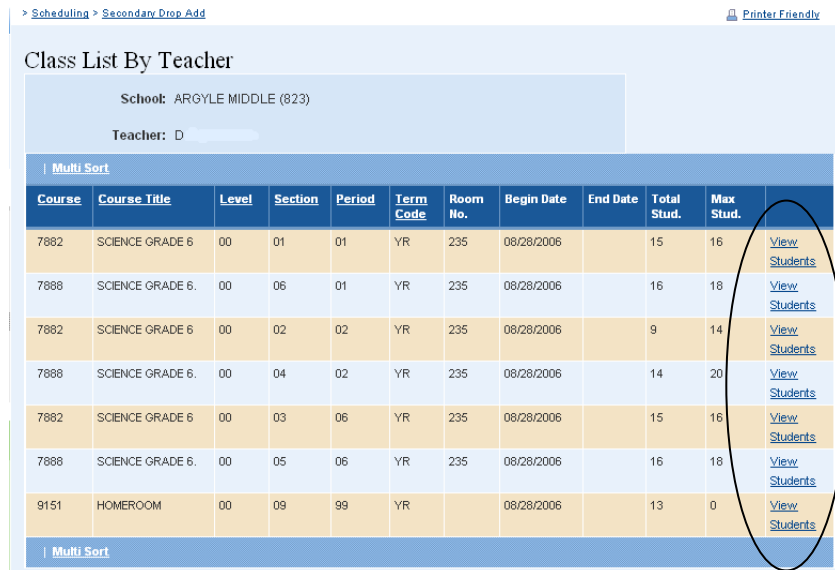 > Scheduling > Secondary Drop Add Printer Friendly
Class List By Teacher
School: ARGYLE MIDDLE (823)
Teacher: D
| Multi Sort
Course Course Title Level Section Period Term Code Room No. Begin Date End Date Total Stud. Max Stud.
7882 SCIENCE GRADE 6 00 01 01 YR 235 08/28/2006 15 16 View Students
7888 SCIENCE GRADE 6. 00 06 01 YR 235 08/28/2006 16 18 View Students
7882 SCIENCE GRADE 6 00 02 02 YR 235 08/28/2006 9 14 View Students
7888 SCIENCE GRADE 6. 00 04 02 YR 235 08/28/2006 14 20 View Students
7882 SCIENCE GRADE 6 00 03 06 YR 235 08/28/2006 15 16 View Students
7888 SCIENCE GRADE 6. 00 05 06 YR 235 08/28/2006 16 18 View Students
9151 HOMEROOM 00 09 99 YR 08/28/2006 13 0 View Students
| Multi Sort